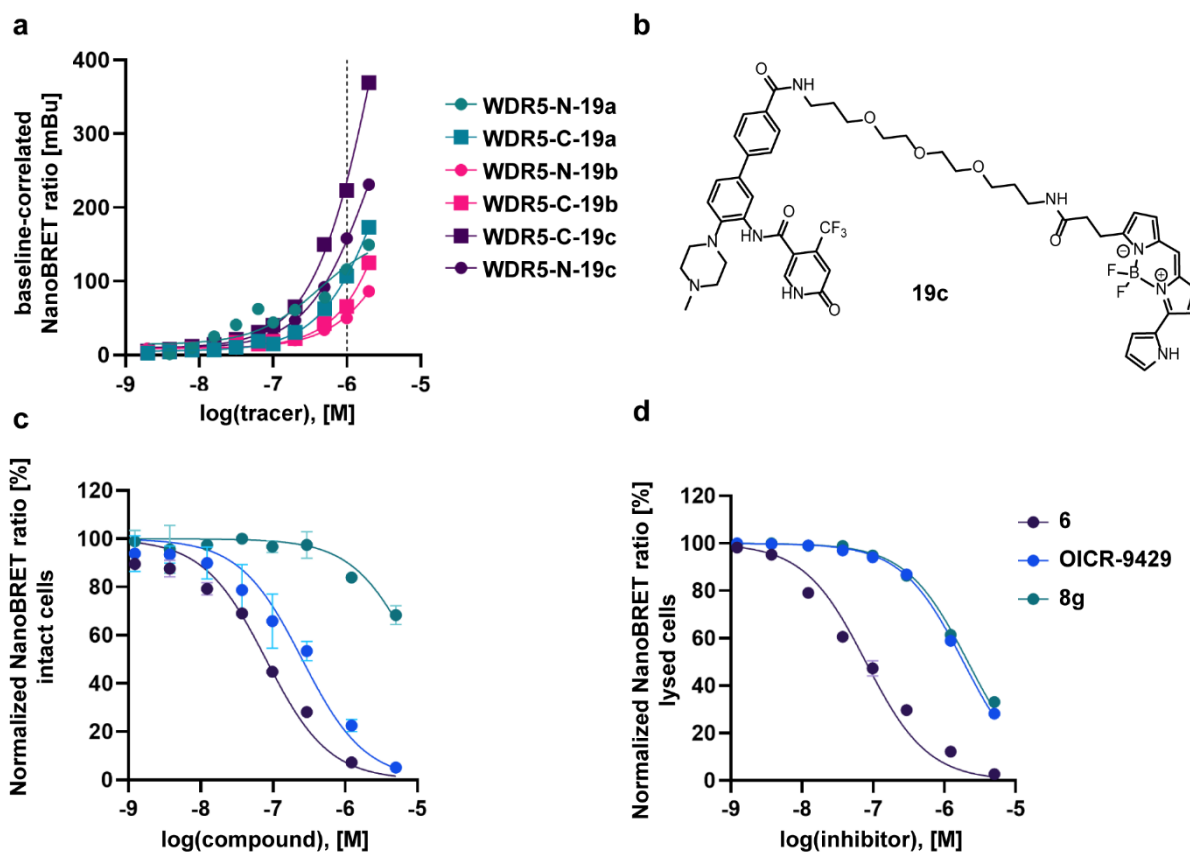 a
baseline-correlated
NanoBRET ratio [mBu]
400
300
200
100
0
-9
-8
-7
-6
-5
log(tracer), [M]
WDR5-N-19a
WDR5-C-19a
WDR5-N-19b
WDR5-C-19b
WDR5-C-19c
WDR5-N-19c
b
O
NH
O
O
O
H
N
O
N
N
NH
O
CF3
HN
O
19c
N
⊖
F
B
F
N
⊕
NH
c
Normalized NanoBRET ratio [%]
intact cells
120
100
80
60
40
20
0
-9
-8
-7
-6
-5
log(compound), [M]
d
Normalized NanoBRET ratio [%]
lysed cells
120
100
80
60
40
20
0
-9
-8
-7
-6
-5
log(inhibitor), [M]
6
OICR-9429
8g